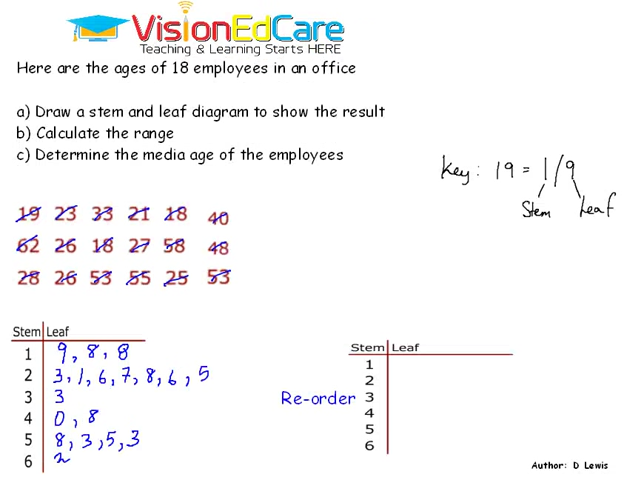 VisionEdCare
Teaching & Learning Starts HERE
Here are the ages of 18 employees in an office
a) Draw a stem and leaf diagram to show the result
b) Calculate the range
c) Determine the media age of the employees
Key: 19 = 1/9
Stem Leaf
19 23 33 21 18 40
62 26 18 27 58 48
28 26 53 55 25 53
Stem Leaf
1 9, 8, 8
2 3, 1, 6, 7, 8, 6, 5
3 3
4 0, 8
5 8, 3, 5, 3
6
Re-order
Stem Leaf
1
2
3
4
5
6
Author: D Lewis